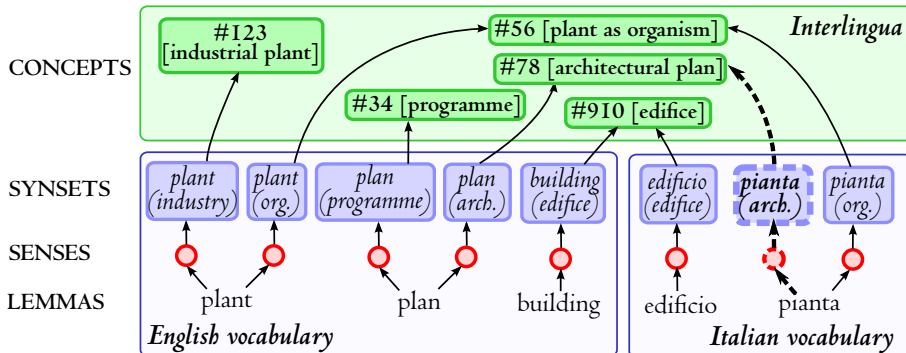 #123
[industrial plant]
#56 [plant as organism]
Interlingua
CONCEPTS
#78 [architectural plan]
#34 [programme]
#910 [edifice]
SYNSETS
plant
(industry)
plant
(org.)
plan
(programme)
plan
(arch.)
building
(edifice)
edificio
(edifice)
pianta
(arch.)
pianta
(org.)
SENSES
LEMMAS
plant
plan
building
edificio
pianta
English vocabulary
Italian vocabulary